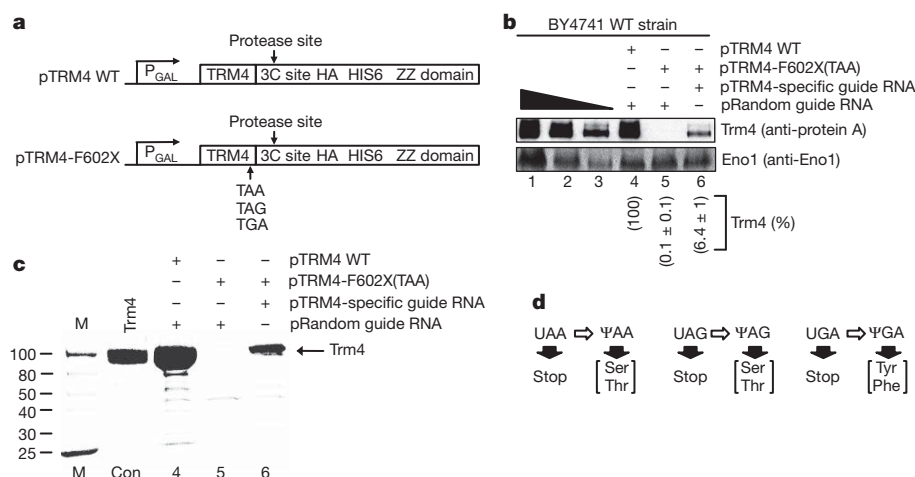 a
Protease site
pTRM4 WT
PGAL
TRM4
3C site HA HIS6 ZZ domain
Protease site
pTRM4-F602X
PGAL
TRM4
3C site HA HIS6 ZZ domain
TAA
TAG
TGA
b
BY4741 WT strain
+ – – pTRM4 WT
– + + pTRM4-F602X(TAA)
– – + pTRM4-specific guide RNA
+ + – pRandom guide RNA
Trm4 (anti-protein A)
Eno1 (anti-Eno1)
1 2 3 4 5 6
(100)
(0.1 ± 0.1)
(6.4 ± 1)
Trm4 (%)
c
+ – – pTRM4 WT
– + + pTRM4-F602X(TAA)
– – + pTRM4-specific guide RNA
M Trm4 + + – pRandom guide RNA
100
80
50
40
30
25
Trm4
M Con 4 5 6
d
UAA ⇨ ΨAA UAG ⇨ ΨAG UGA ⇨ ΨGA
Stop
Ser
Thr
Stop
Ser
Thr
Stop
Tyr
Phe